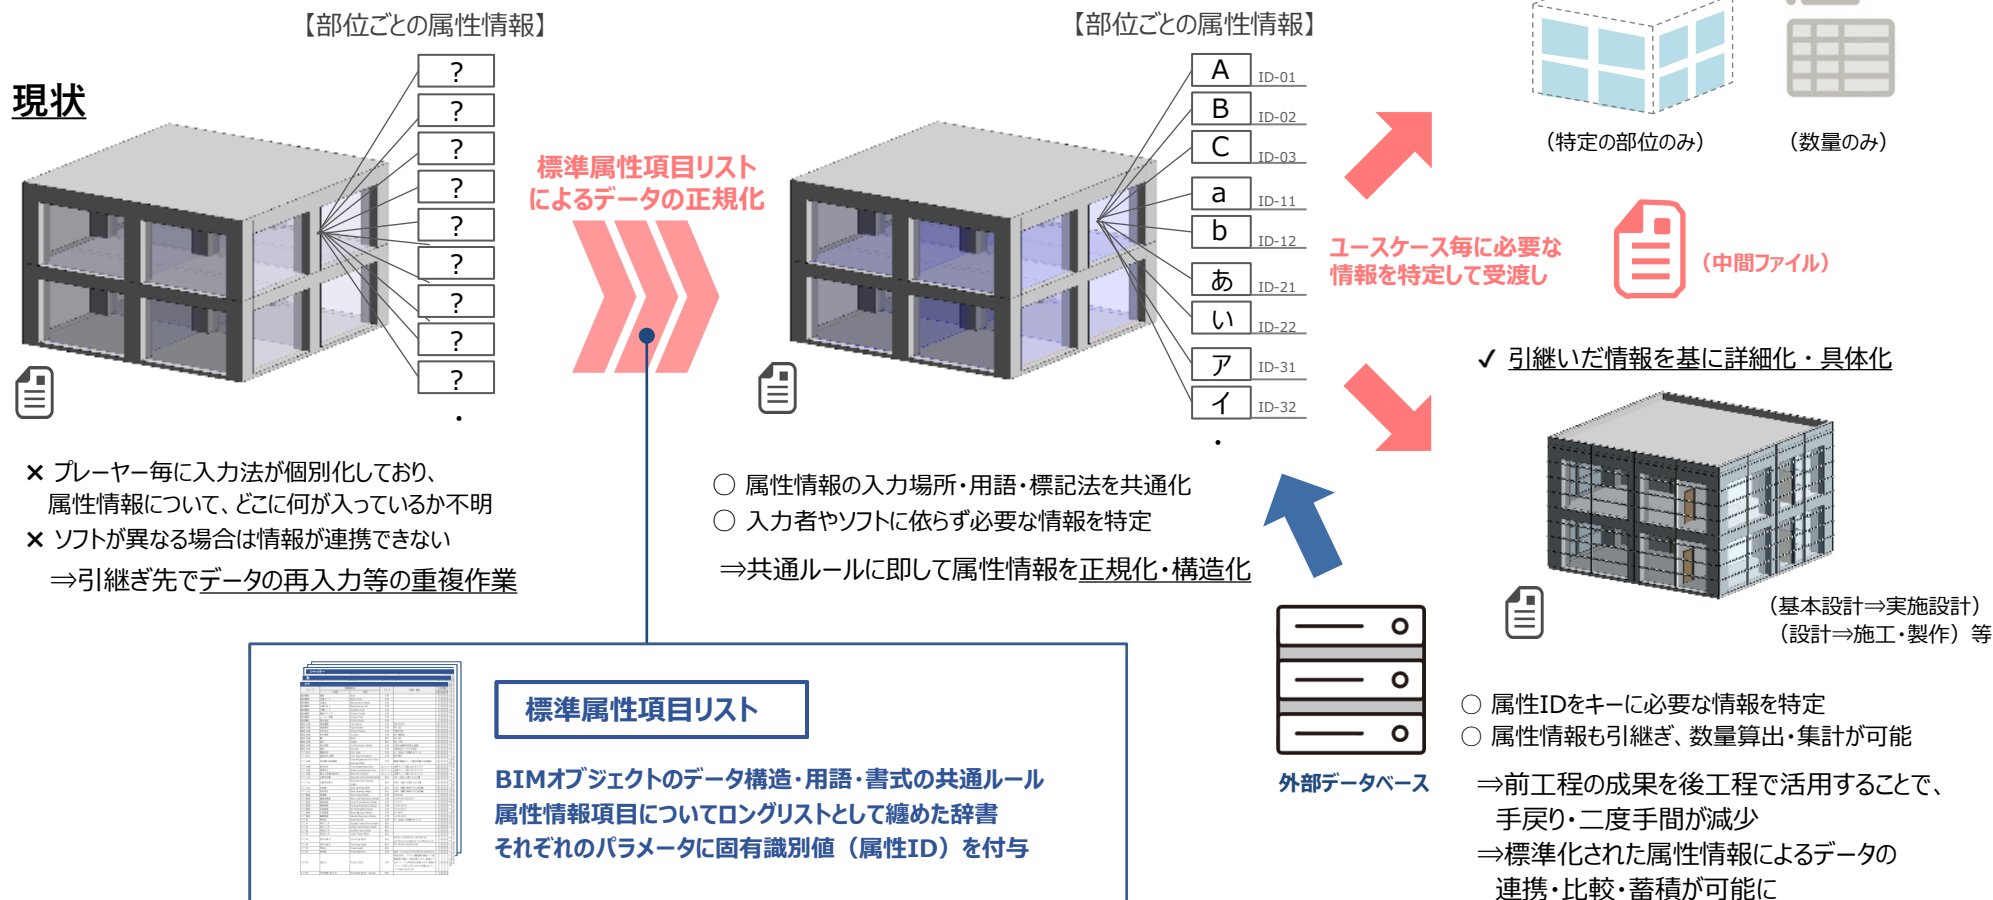 【部位ごとの属性情報】
現状
?
?
?
?
?
?
?
?
?
・
× プレーヤー毎に入力法が個別化しており、
属性情報について、どこに何が入っているか不明
× ソフトが異なる場合は情報が連携できない
⇒引継ぎ先でデータの再入力等の重複作業
標準属性項目リスト
によるデータの正規化
【部位ごとの属性情報】
A ID-01
B ID-02
C ID-03
a ID-11
b ID-12
あ ID-21
い ID-22
ア ID-31
イ ID-32
・
○ 属性情報の入力場所・用語・標記法を共通化
○ 入力者やソフトに依らず必要な情報を特定
⇒共通ルールに即して属性情報を正規化・構造化
標準属性項目リスト
BIMオブジェクトのデータ構造・用語・書式の共通ルール
属性情報項目についてロングリストとして纏めた辞書
それぞれのパラメータに固有識別値（属性ID）を付与
外部データベース
（特定の部位のみ）
（数量のみ）
ユースケース毎に必要な
情報を特定して受渡し
（中間ファイル）
✓ 引継いだ情報を基に詳細化・具体化
（基本設計⇒実施設計）
（設計⇒施工・製作）等
○ 属性IDをキーに必要な情報を特定
○ 属性情報も引継ぎ、数量算出・集計が可能
⇒前工程の成果を後工程で活用することで、
手戻り・二度手間が減少
⇒標準化された属性情報によるデータの
連携・比較・蓄積が可能に